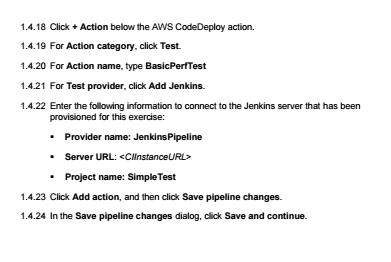 1.4.18 Click + Action below the AWS CodeDeploy action.
1.4.19 For Action category, click Test.
1.4.20 For Action name, type BasicPerfTest
1.4.21 For Test provider, click Add Jenkins.
1.4.22 Enter the following information to connect to the Jenkins server that has been
provisioned for this exercise:
▪ Provider name: JenkinsPipeline
▪ Server URL: <CIInstanceURL>
▪ Project name: SimpleTest
1.4.23 Click Add action, and then click Save pipeline changes.
1.4.24 In the Save pipeline changes dialog, click Save and continue.